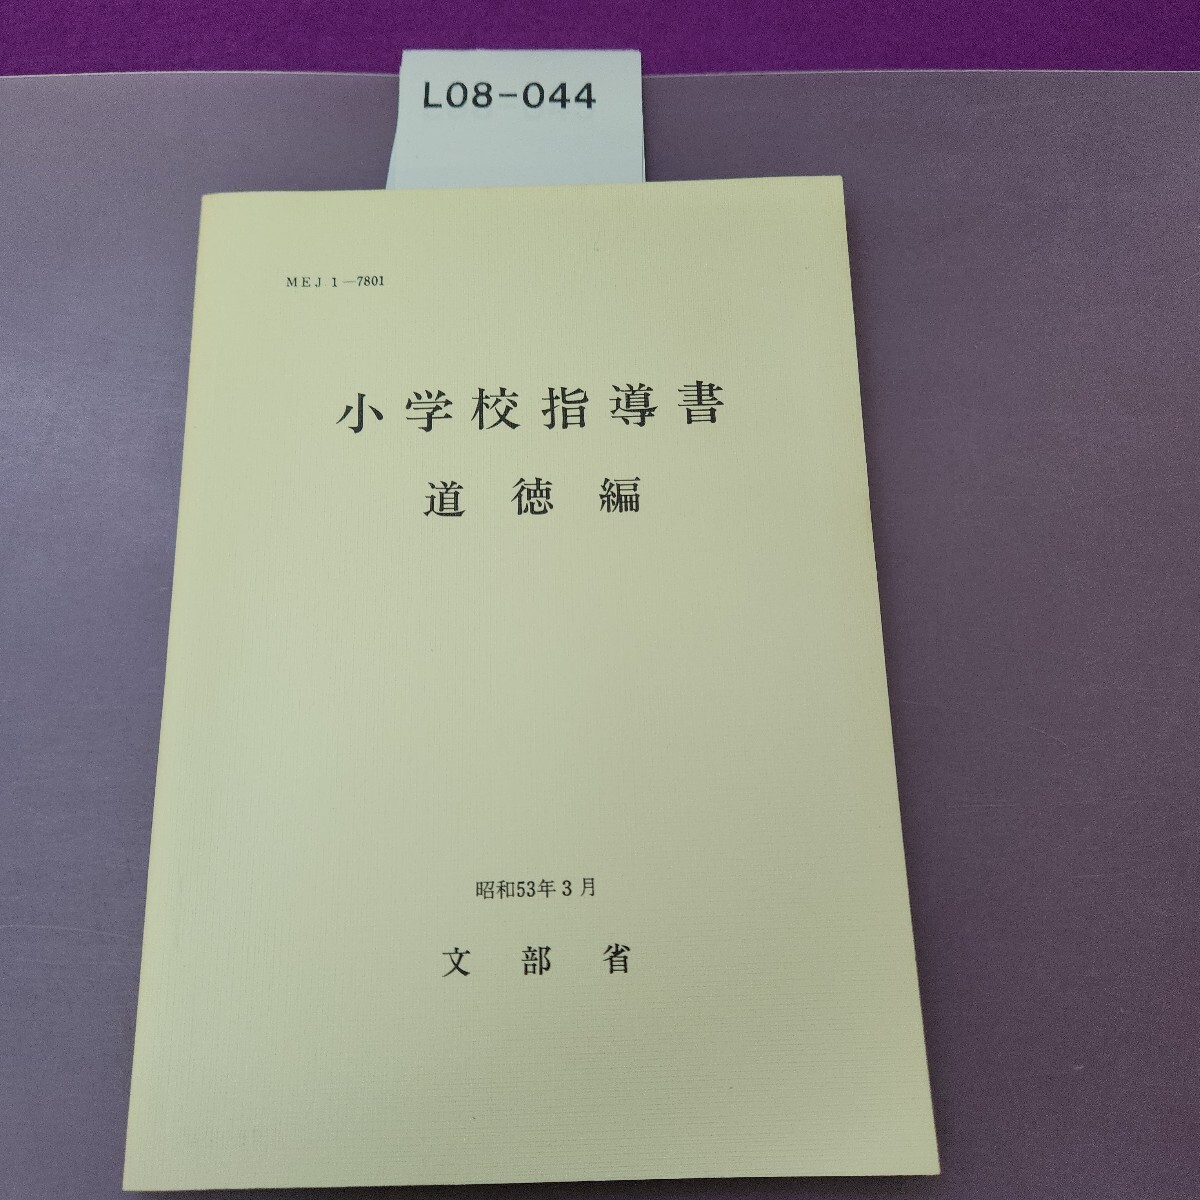 L08-044
MEJ 1—7801
小学校指導書
道徳編
昭和53年3月
文部省